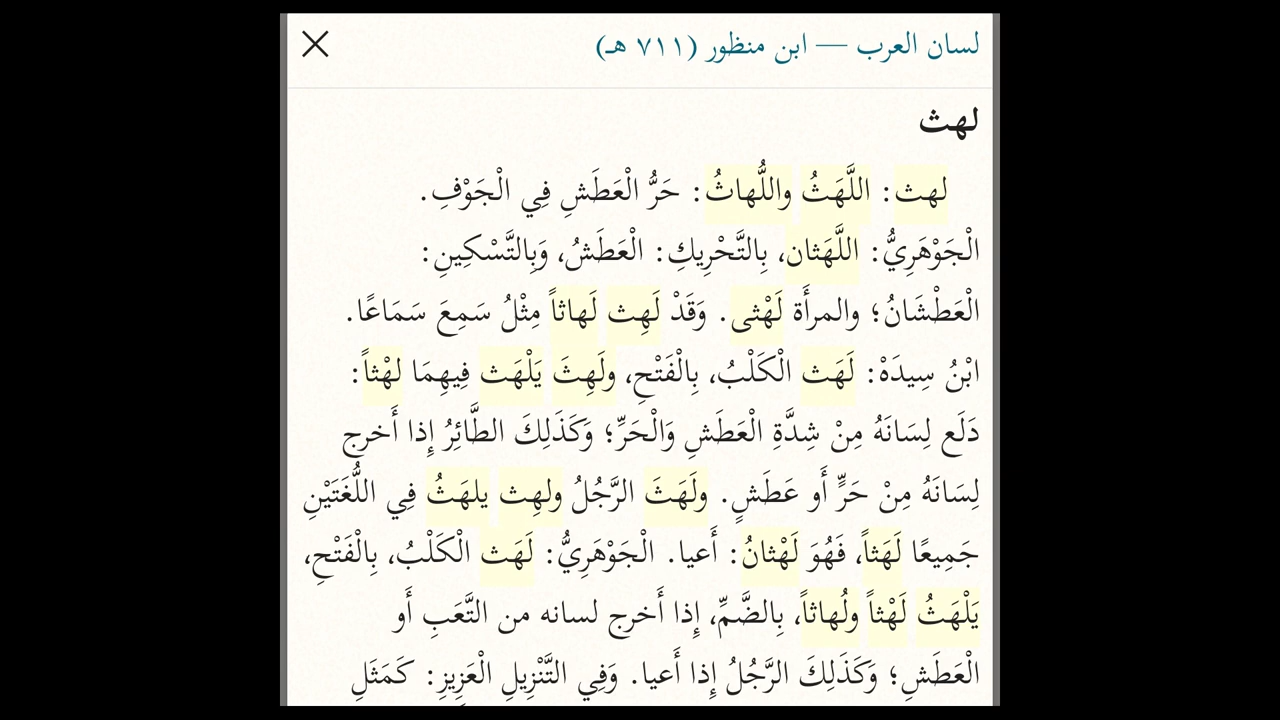 لسان العرب — ابن منظور (٧١١ هـ)
لهث
لهث: اللَّهَثُ واللُّهاثُ: حَرُّ الْعَطَشِ فِي الْجَوْفِ.
الْجَوْهَرِيُّ: اللَّهَثان، بِالتَّحْرِيكِ: الْعَطَشُ، وَبِالتَّسْكِينِ:
الْعَطْشَانُ؛ والمرأَة لَهْثى. وَقَدْ لَهِث لَهاثاً مِثْلُ سَمِعَ سَمَاعًا.
ابْنُ سِيدَهْ: لَهَث الْكَلْبُ، بِالْفَتْحِ، ولَهِثَ يَلْهَث فِيهِمَا لهْثاً:
دَلَع لِسَانَهُ مِنْ شِدَّةِ الْعَطَشِ وَالْحَرِّ؛ وَكَذَلِكَ الطَّائِرُ إِذا أَخرج
لِسَانَهُ مِنْ حَرٍّ أَو عَطَشٍ. ولَهَثَ الرَّجُلُ ولهِث يلهَثُ فِي اللُّغَتَيْنِ
جَمِيعًا لَهَثاً، فَهُوَ لَهْثانُ: أَعيا. الْجَوْهَرِيُّ: لَهَث الْكَلْبُ، بِالْفَتْحِ،
يَلْهَثُ لَهْثاً ولُهاثاً، بِالضَّمِّ، إِذا أَخرج لسانه من التَّعَبِ أَو
الْعَطَشِ؛ وَكَذَلِكَ الرَّجُلُ إِذا أَعيا. وَفِي التَّنْزِيلِ الْعَزِيزِ: كَمَثَلِ